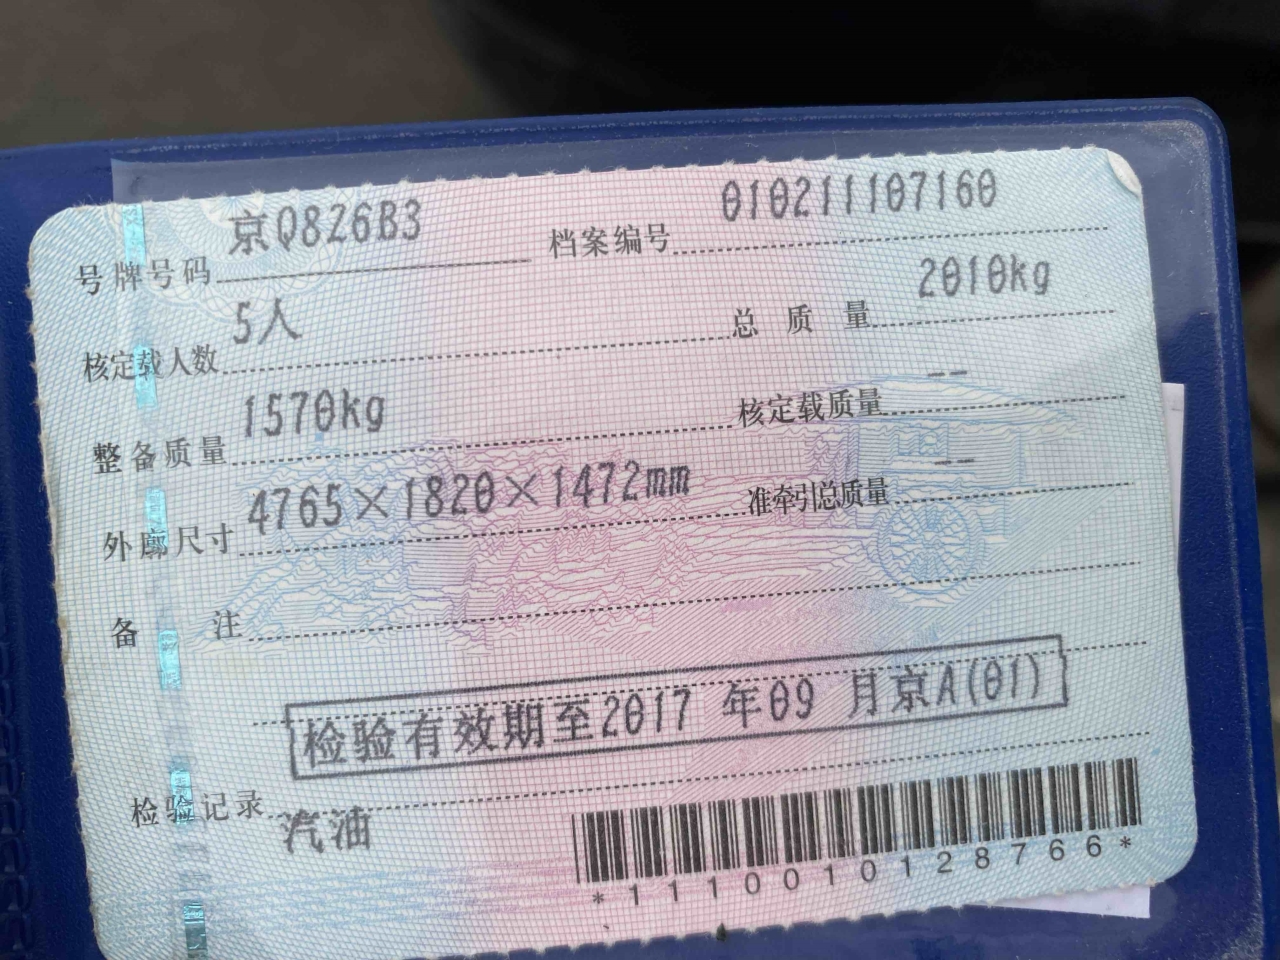 号牌号码 京Q8Z6B3 档案编号 010211107160
核定载人数 5人 总质量 2010kg
整备质量 1570kg 核定载质量 --
外廓尺寸 4765×1820×1472mm 准牵引总质量 --
备注
检验有效期至2017 年09 月京A(01)
检验记录 汽油
*1110010128766*